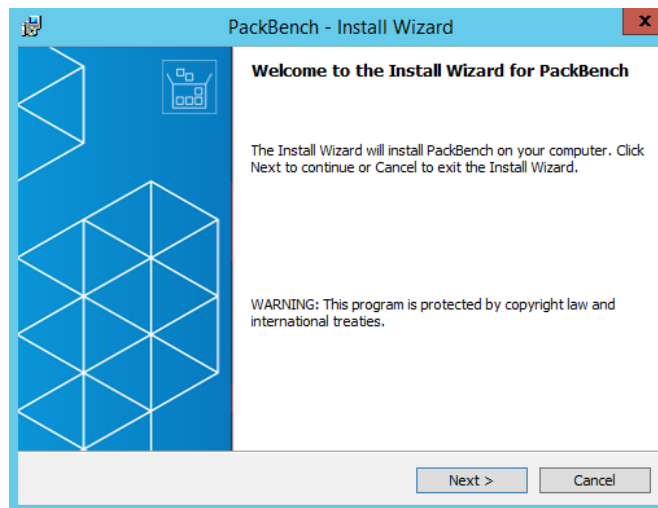 PackBench - Install Wizard
x
Welcome to the Install Wizard for PackBench
The Install Wizard will install PackBench on your computer. Click
Next to continue or Cancel to exit the Install Wizard.
WARNING: This program is protected by copyright law and
international treaties.
Next >
Cancel